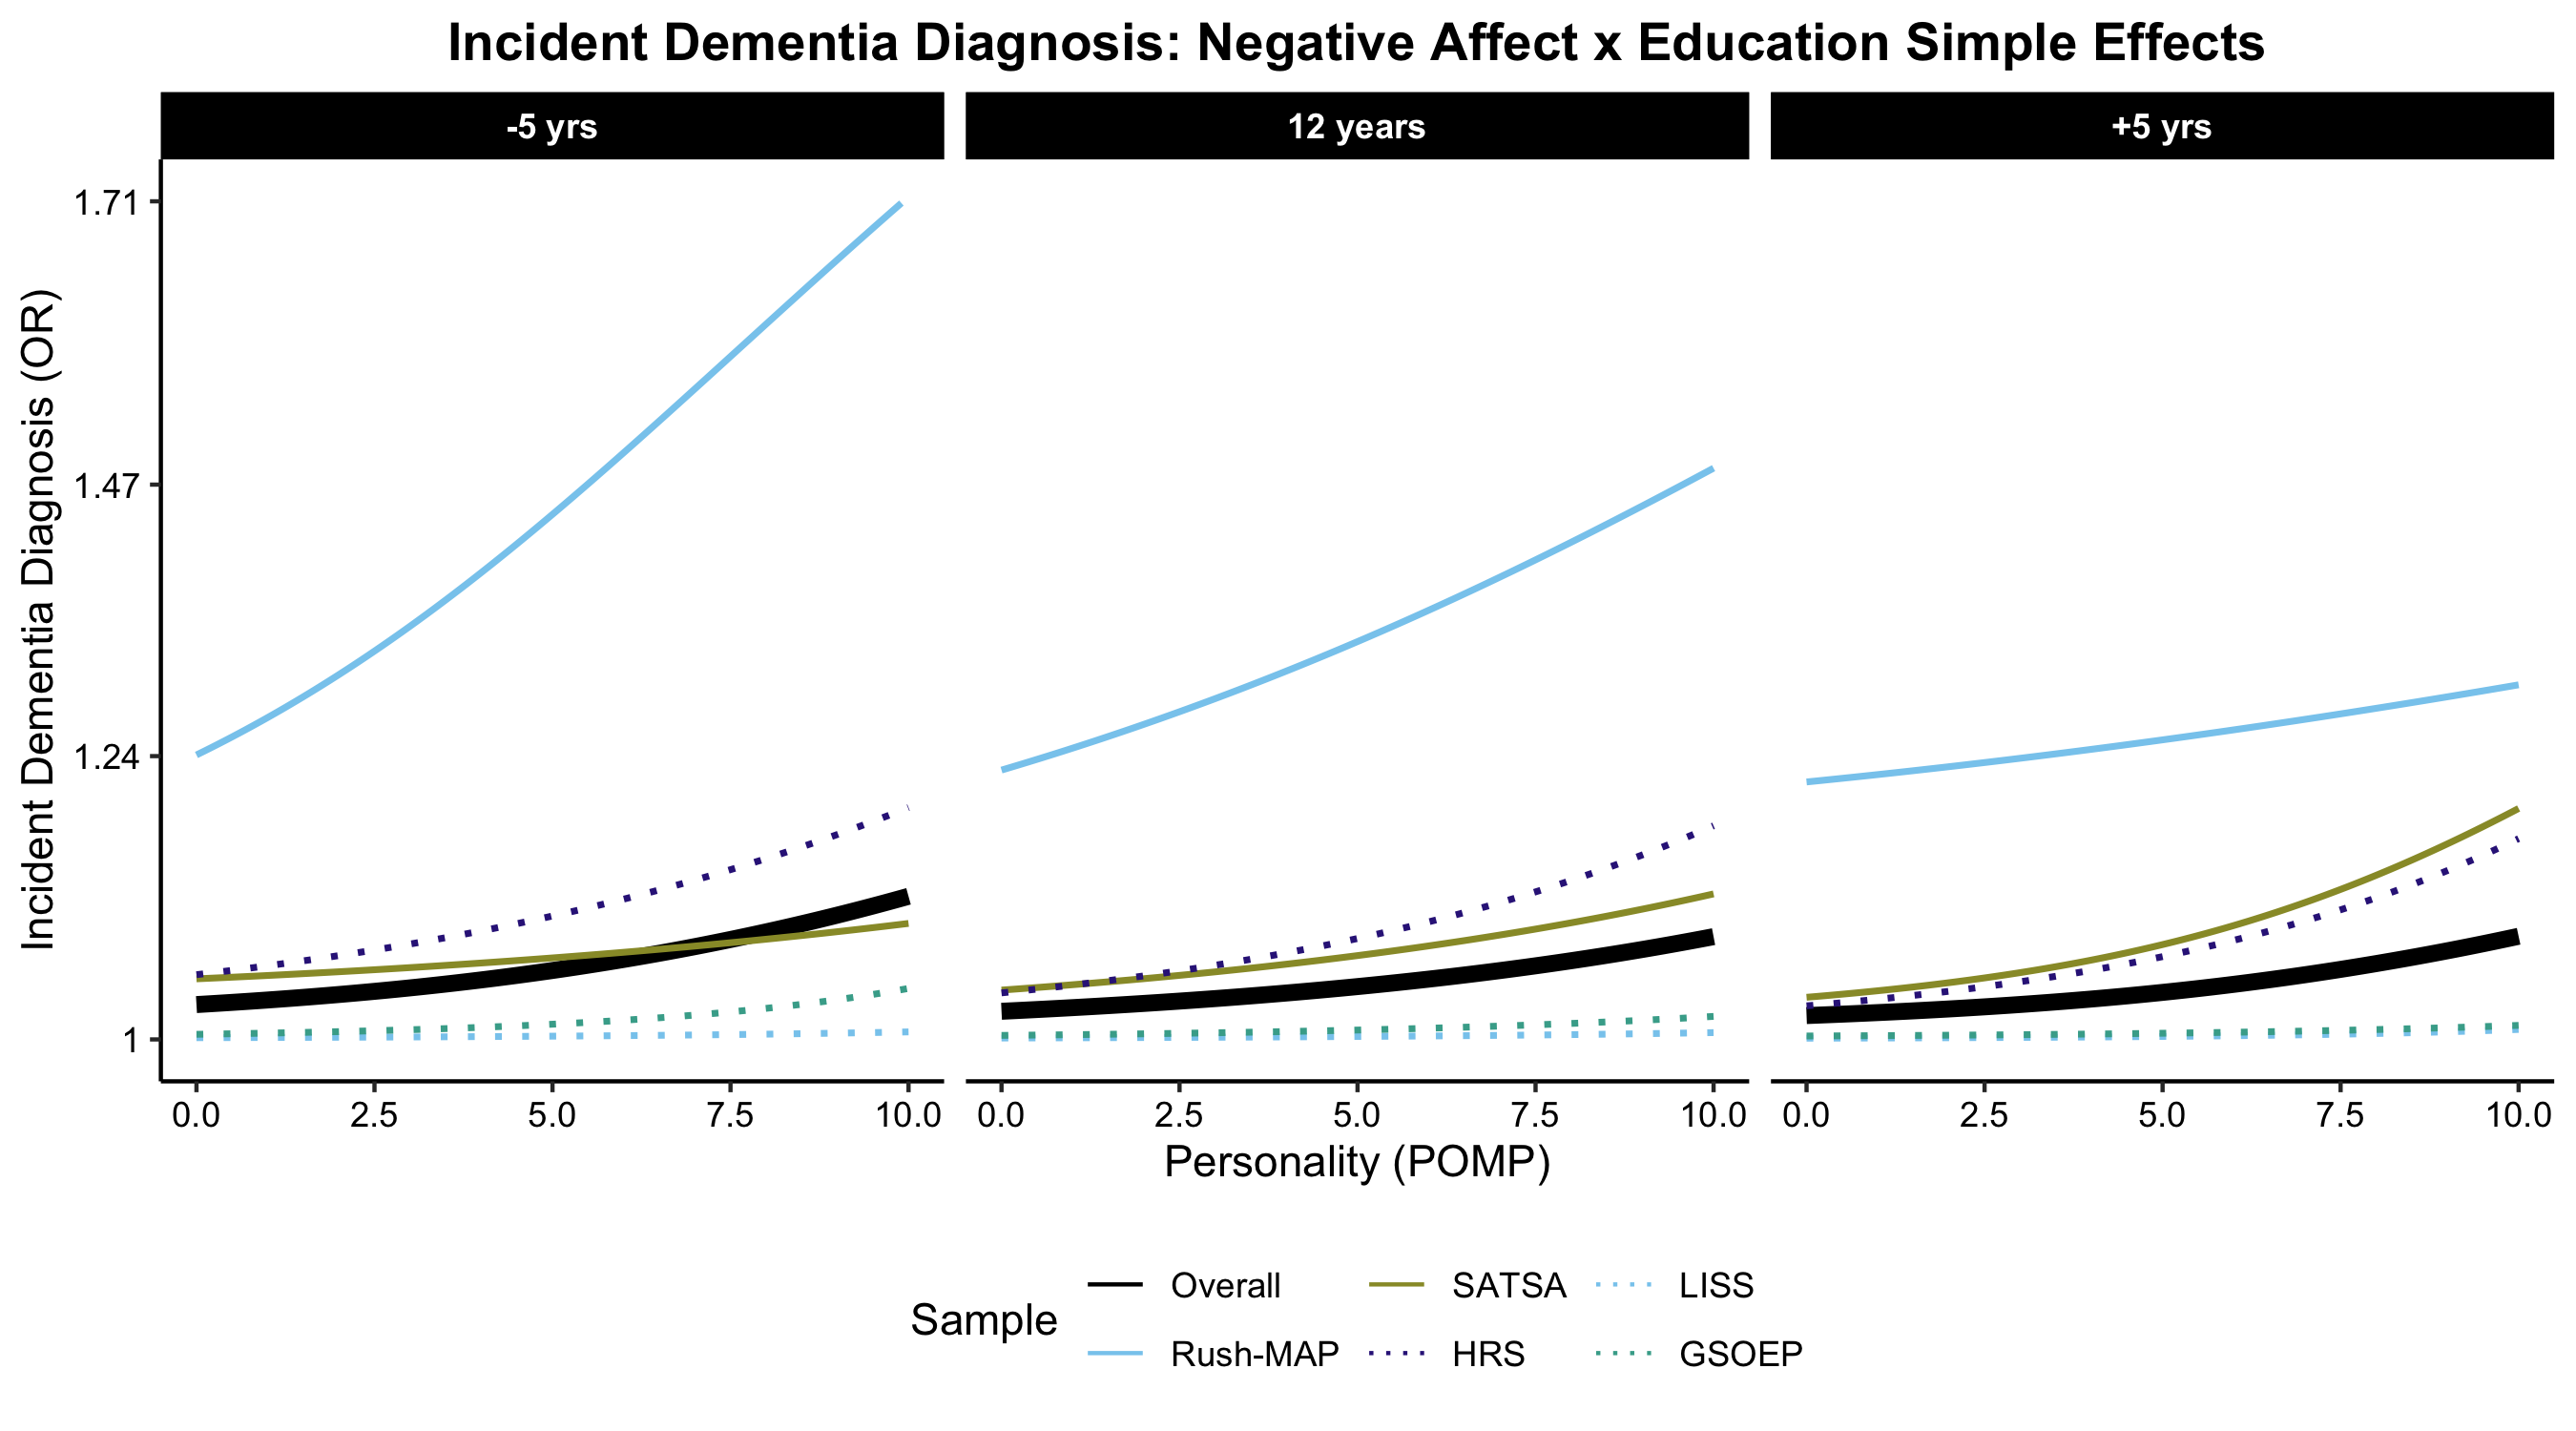 Incident Dementia Diagnosis: Negative Affect x Education Simple Effects
-5 yrs
12 years
+5 yrs
Incident Dementia Diagnosis (OR)
1.71
1.47
1.24
1
0.0 2.5 5.0 7.5 10.0
0.0 2.5 5.0 7.5 10.0
0.0 2.5 5.0 7.5 10.0
Personality (POMP)
Sample
Overall
SATSA
LISS
Rush-MAP
HRS
GSOEP